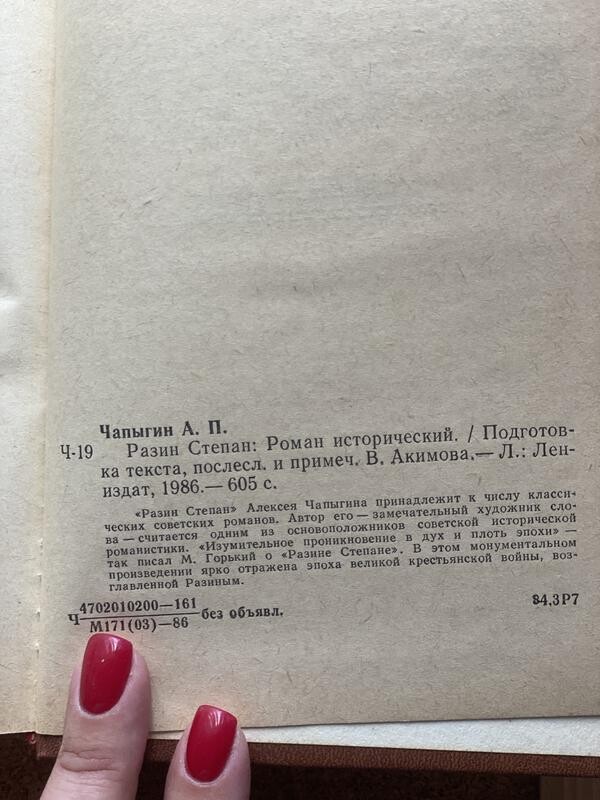 Чапыгин А. П.
Ч-19 Разин Степан: Роман исторический. / Подготов-
ка текста, послесл. и примеч. В. Акимова.— Л.: Лен-
издат, 1986.— 605 с.
«Разин Степан» Алексея Чапыгина принадлежит к числу класси-
ческих советских романов. Автор его — замечательный художник сло-
ва — считается одним из основоположников советской исторической
романистики. «Изумительное проникновение в дух и плоть эпохи» —
так писал М. Горький о «Разине Степане». В этом монументальном
произведении ярко отражена эпоха великой крестьянской войны, воз-
главленной Разиным.
4702010200—161
Ч без объявл. 84.3Р7
М171(03)—86